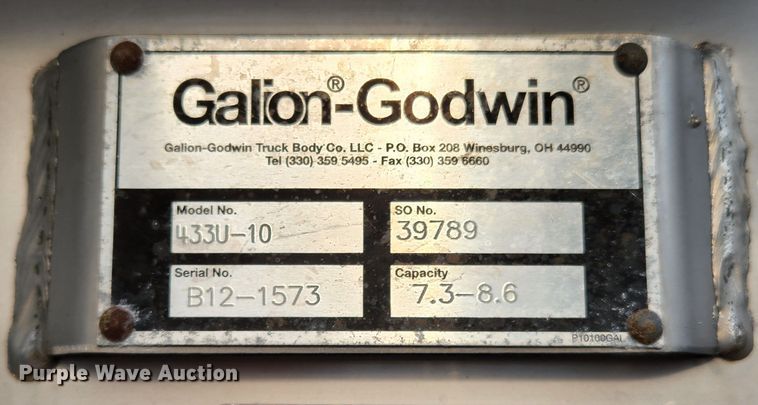 Galion®-Godwin®
Galion-Godwin Truck Body Co. LLC - P.O. Box 208 Winesburg, OH 44990
Tel (330) 359 5495 - Fax (330) 359 6660
Model No.
433U-10
SO No.
39789
Serial No.
B12-1573
Capacity
7.3-8.6
P10100GAL
Purple Wave Auction